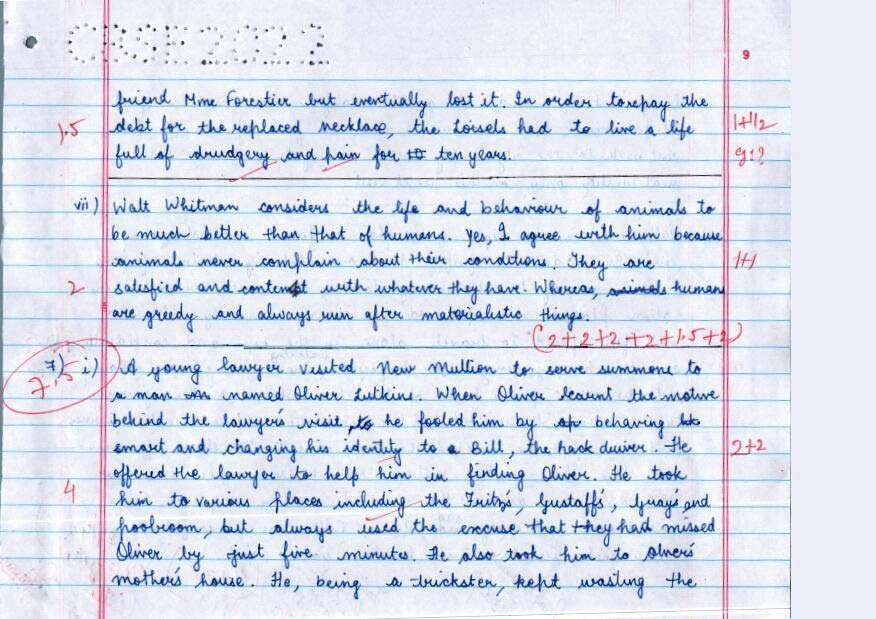 CBSE2022
9
friend Mme Forestier but eventually lost it. In order to repay the
1.5 debt for the replaced necklace, the Loisels had to live a life 1+1/2
full of drudgery and pain for to ten years. g1?
vii) Walt Whitman considers the life and behaviour of animals to
be much better than that of humans. Yes, I agree with him because
animals never complain about their conditions. They are 1+1
2 satisfied and content with whatever they have. Whereas, animals humans
are greedy and always run after materialistic things.
(2+2+2+2+1.5+2)
7) i) A young lawyer visited New Mullion to serve summons to
7.5
a man named Oliver Lutkins. When Oliver learnt the motive
behind the lawyer's visit, to he fooled him by behaving
smart and changing his identity to a Bill, the hack driver. He 2+2
offered the lawyer to help him in finding Oliver. He took
4 him to various places including the Fritz's, Gustaff's, Gray's and
poolroom, but always used the excuse that they had missed
Oliver by just five minutes. He also took him to Olver's
mother's house. He, being a trickster, kept wasting the